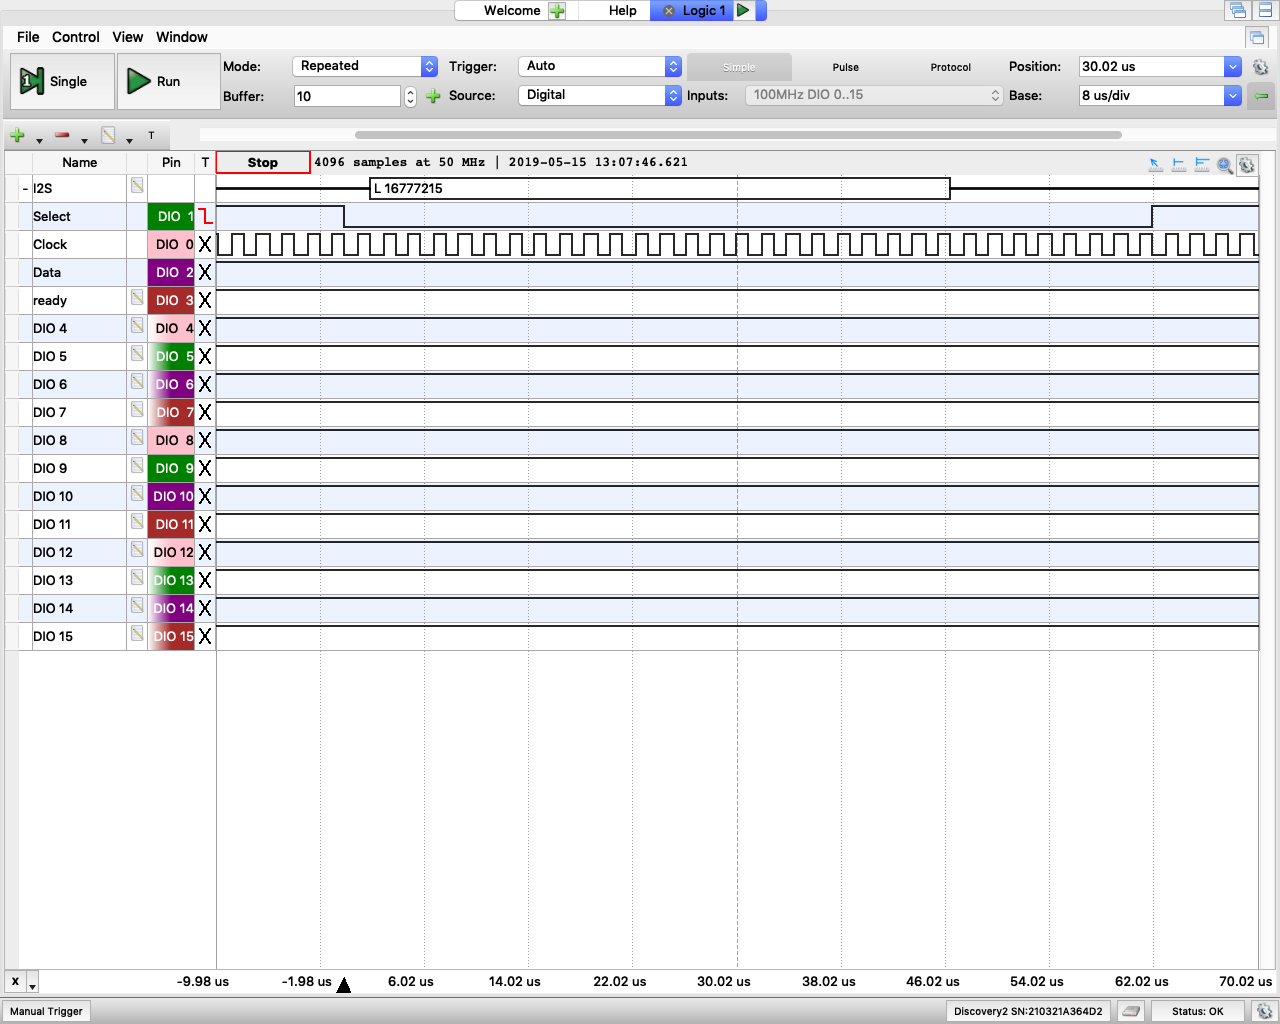 Welcome Help Logic 1
File Control View Window
Single Run Mode: Repeated Trigger: Auto Simple Pulse Protocol Position: 30.02 us
Buffer: 10 Source: Digital Inputs: 100MHz DIO 0..15 Base: 8 us/div
T
Name Pin T Stop 4096 samples at 50 MHz | 2019-05-15 13:07:46.621
- I2S L 16777215
Select DIO 1
Clock DIO 0 X
Data DIO 2 X
ready DIO 3 X
DIO 4 DIO 4 X
DIO 5 DIO 5 X
DIO 6 DIO 6 X
DIO 7 DIO 7 X
DIO 8 DIO 8 X
DIO 9 DIO 9 X
DIO 10 DIO 10 X
DIO 11 DIO 11 X
DIO 12 DIO 12 X
DIO 13 DIO 13 X
DIO 14 DIO 14 X
DIO 15 DIO 15 X
X -9.98 us -1.98 us 6.02 us 14.02 us 22.02 us 30.02 us 38.02 us 46.02 us 54.02 us 62.02 us 70.02 us
Manual Trigger Discovery2 SN:210321A364D2 Status: OK